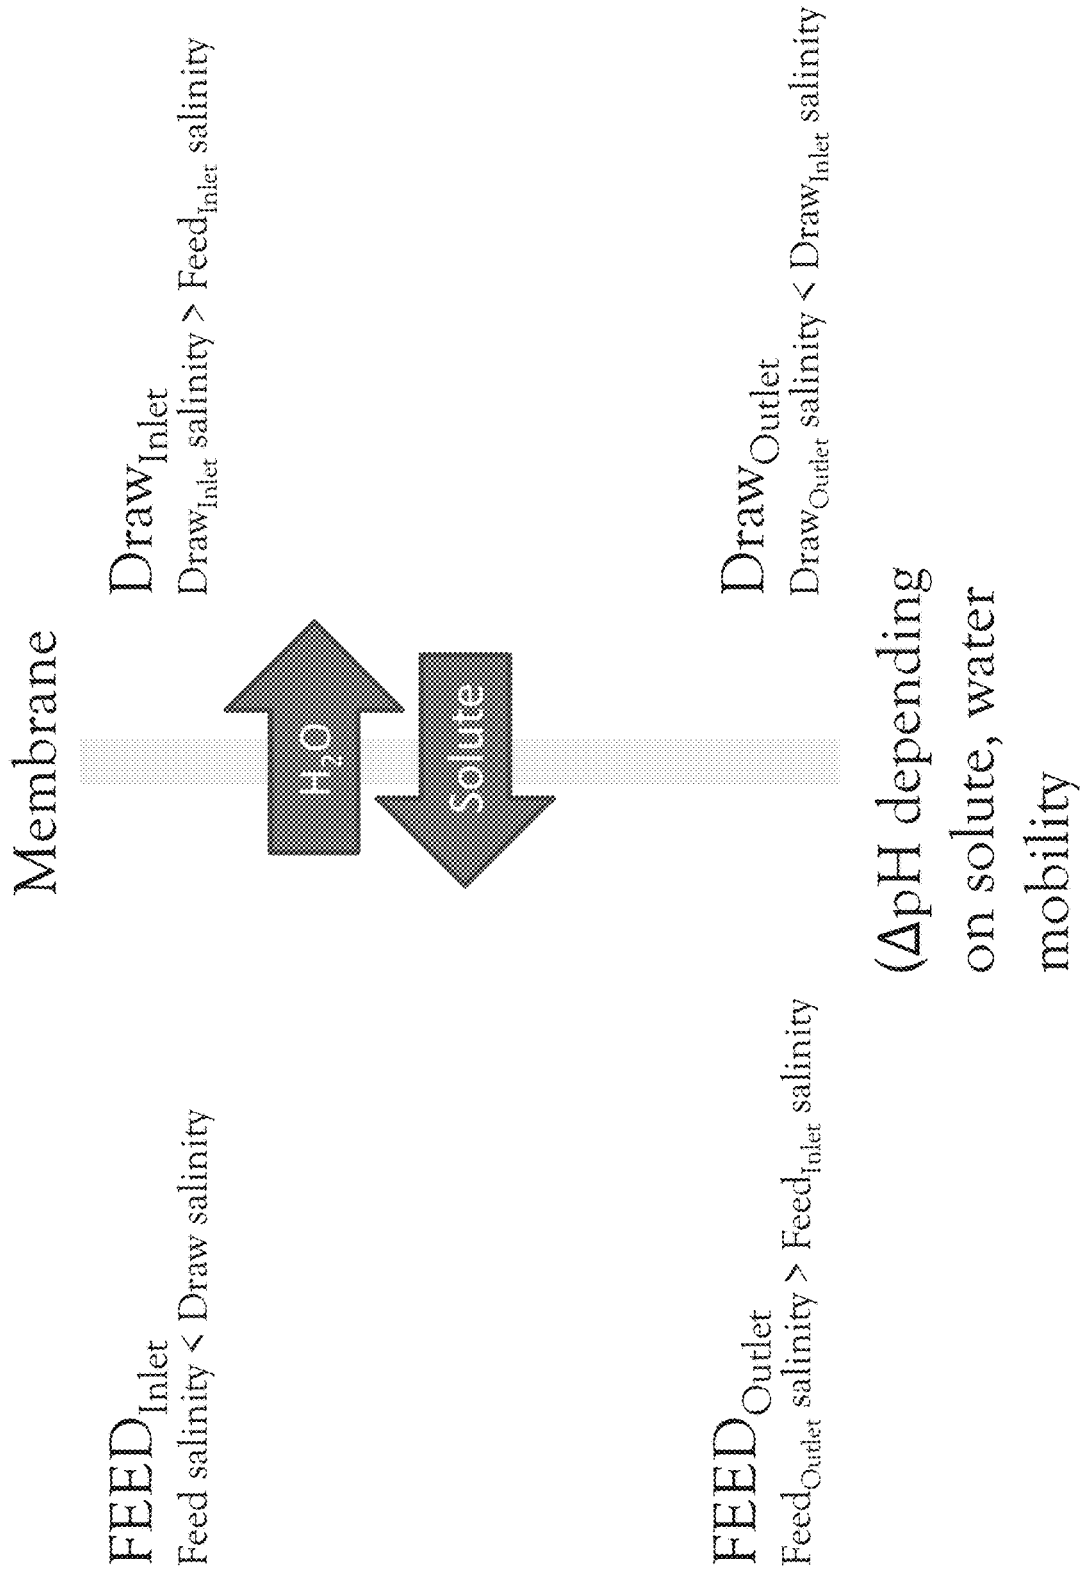 Membrane
FEED_Inlet
Feed salinity < Draw salinity
Draw_Inlet
Draw_Inlet salinity > Feed_Inlet salinity
H₂O
Solute
FEED_Outlet
Feed_Outlet salinity > Feed_Inlet salinity
Draw_Outlet
Draw_Outlet salinity < Draw_Inlet salinity
(ΔpH depending
on solute, water
mobility